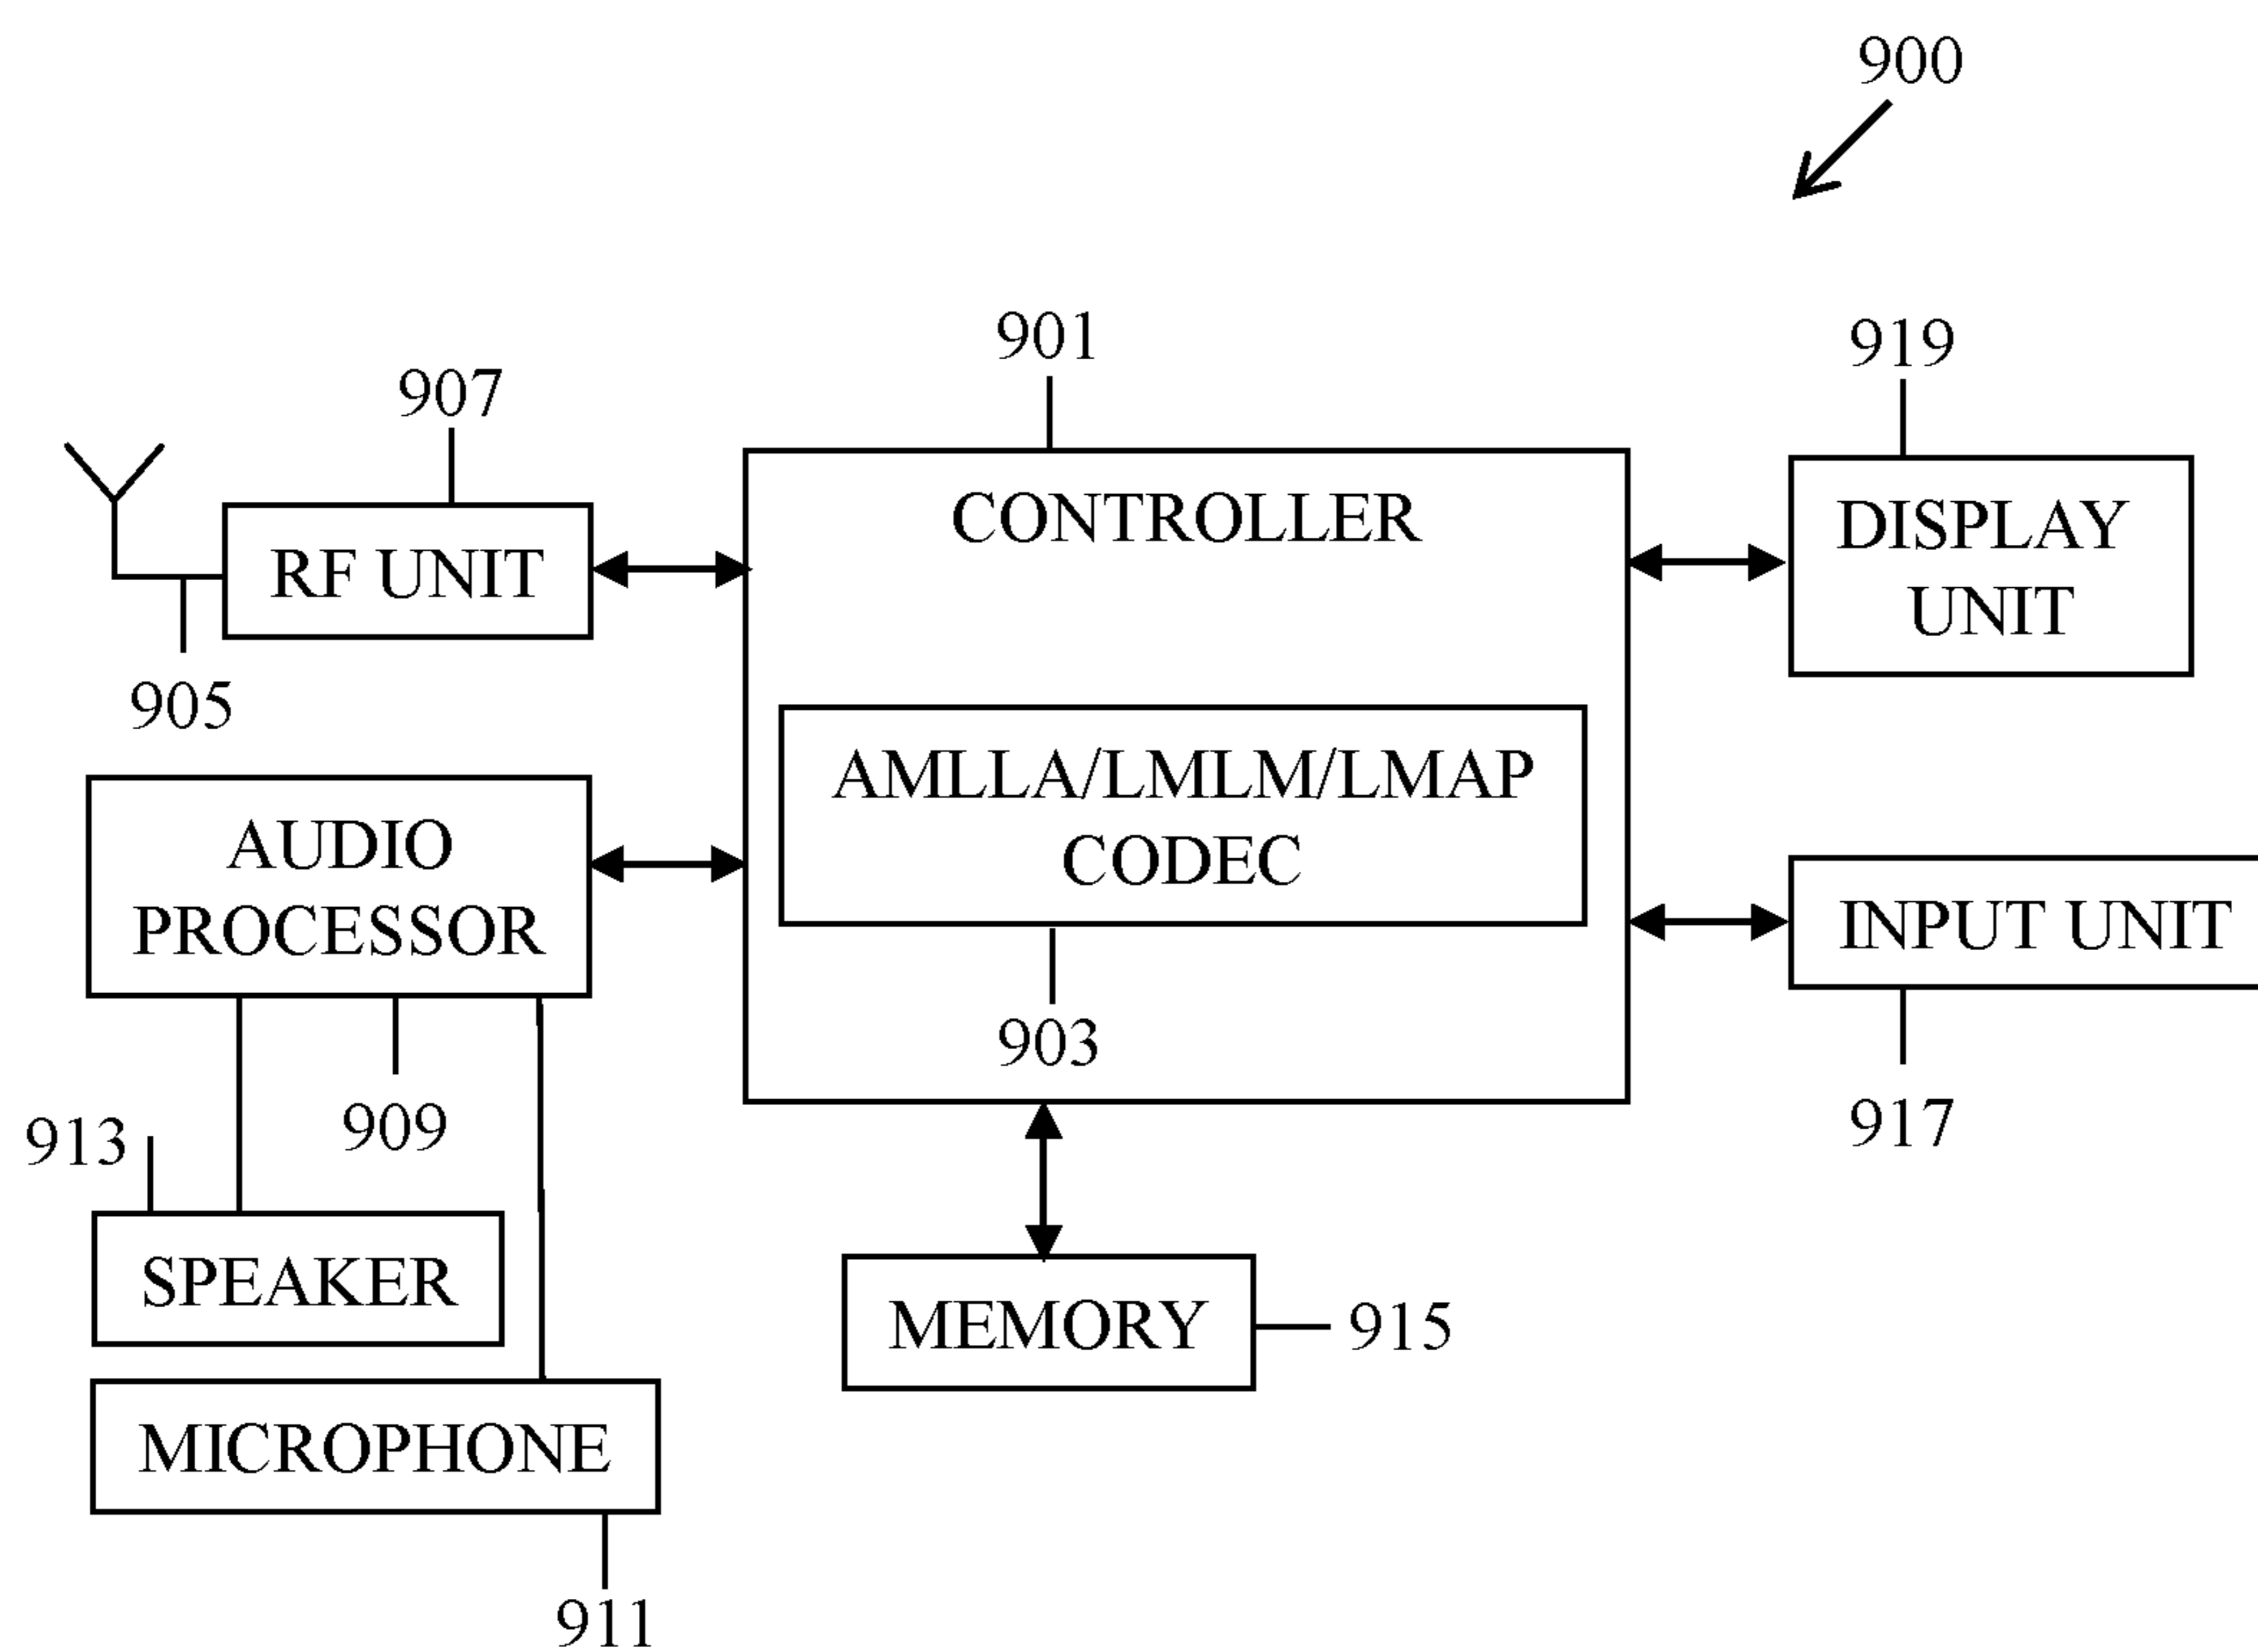 900
901
919
907
CONTROLLER
DISPLAY
UNIT
RF UNIT
905
AMLLA/LMLM/LMAP
CODEC
AUDIO
PROCESSOR
INPUT UNIT
903
913
909
917
SPEAKER
MEMORY
915
MICROPHONE
911